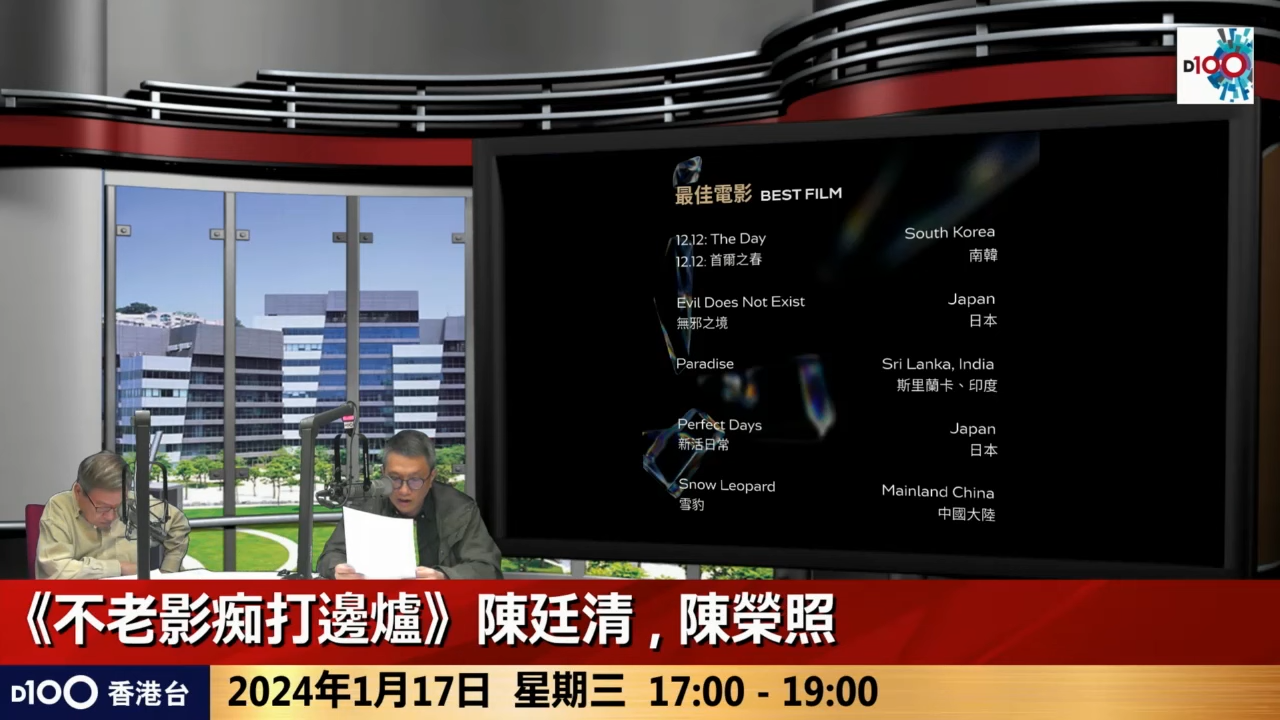 D100
最佳電影 BEST FILM
12.12: The Day South Korea
12.12: 首爾之春 南韓
Evil Does Not Exist Japan
無邪之境 日本
Paradise Sri Lanka, India
斯里蘭卡、印度
Perfect Days Japan
新活日常 日本
Snow Leopard Mainland China
雪豹 中國大陸
《不老影痴打邊爐》陳廷清 , 陳榮照
D100 香港台 2024年1月17日 星期三 17:00 - 19:00